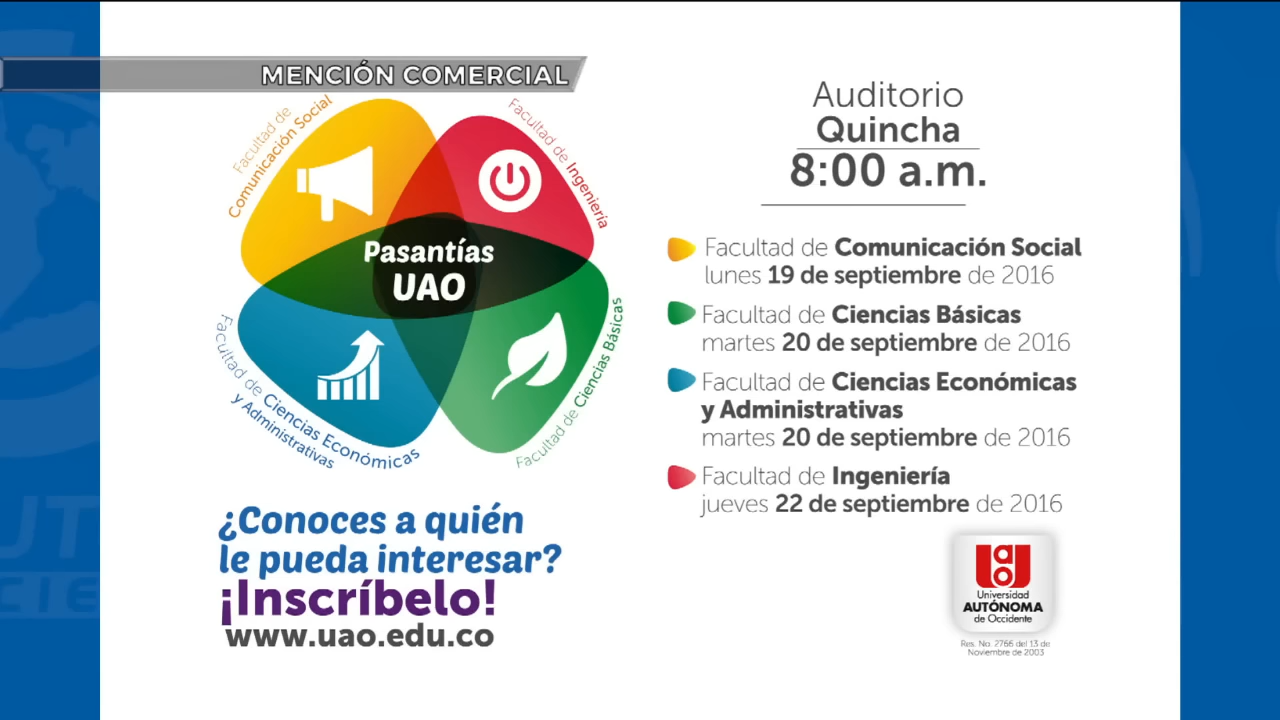 MENCIÓN COMERCIAL
Facultad de
Comunicación Social
Facultad de Ingeniería
Pasantías
UAO
Facultad de Ciencias Económicas
y Administrativas
Facultad de Ciencias Básicas
¿Conoces a quién
le pueda interesar?
¡Inscríbelo!
www.uao.edu.co
Auditorio
Quincha
8:00 a.m.
Facultad de Comunicación Social
lunes 19 de septiembre de 2016
Facultad de Ciencias Básicas
martes 20 de septiembre de 2016
Facultad de Ciencias Económicas
y Administrativas
martes 20 de septiembre de 2016
Facultad de Ingeniería
jueves 22 de septiembre de 2016
Universidad
AUTÓNOMA
de Occidente
Res. No. 2766 del 13 de
Noviembre de 2003